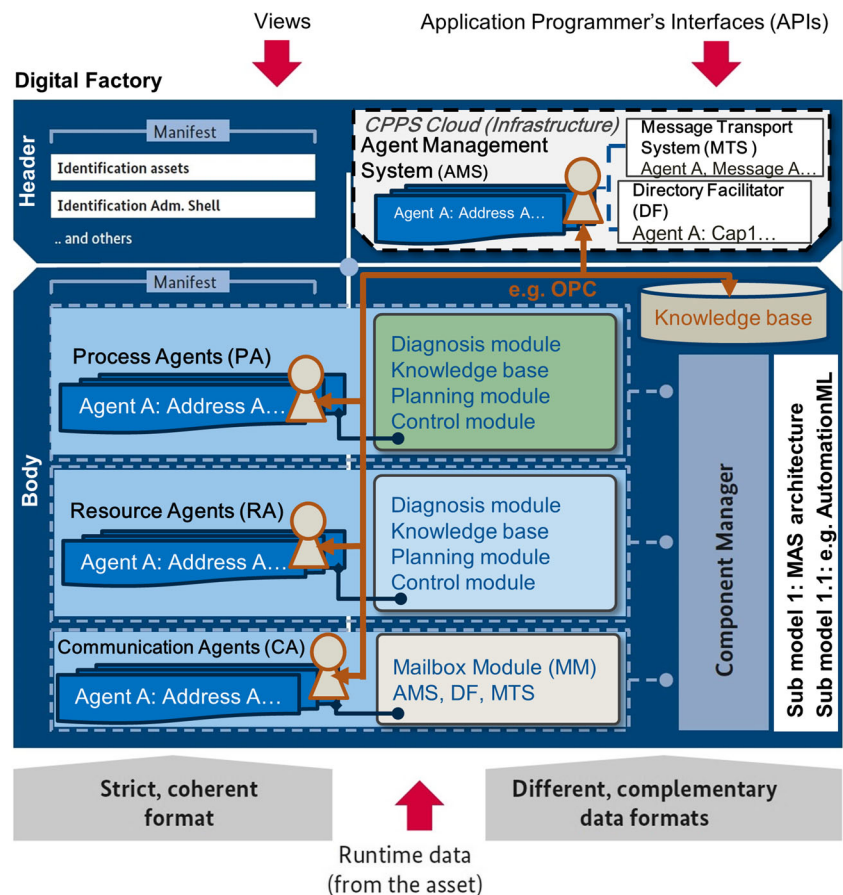 Views
Application Programmer's Interfaces (APIs)
Digital Factory
Header
Manifest
Identification assets
Identification Adm. Shell
.. and others
CPPS Cloud (Infrastructure)
Agent Management
System (AMS)
Agent A: Address A…
Message Transport
System (MTS )
Agent A, Message A…
Directory Facilitator
(DF)
Agent A: Cap1…
e.g. OPC
Knowledge base
Body
Manifest
Process Agents (PA)
Agent A: Address A…
Diagnosis module
Knowledge base
Planning module
Control module
Resource Agents (RA)
Agent A: Address A…
Diagnosis module
Knowledge base
Planning module
Control module
Communication Agents (CA)
Agent A: Address A…
Mailbox Module (MM)
AMS, DF, MTS
Component Manager
Sub model 1: MAS architecture
Sub model 1.1: e.g. AutomationML
Strict, coherent
format
Different, complementary
data formats
Runtime data
(from the asset)